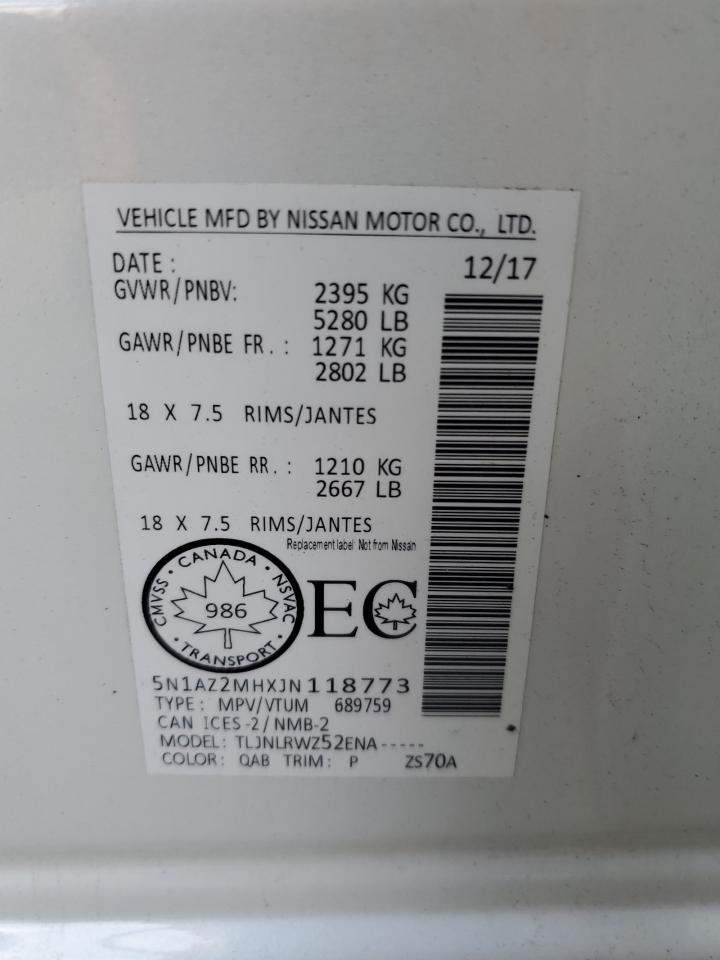 VEHICLE MFD BY NISSAN MOTOR CO., LTD.
DATE : 12/17
GVWR/PNBV: 2395 KG
5280 LB
GAWR/PNBE FR. : 1271 KG
2802 LB
18 X 7.5 RIMS/JANTES
GAWR/PNBE RR. : 1210 KG
2667 LB
18 X 7.5 RIMS/JANTES
Replacement label: Not from Nissan
CMVSS • CANADA • NSVAC
986
• TRANSPORT •
EC
5N1AZ2MHXJN118773
TYPE: MPV/VTUM 689759
CAN ICES-2/NMB-2
MODEL: TLJNLRWZ52ENA-----
COLOR: QAB TRIM: P ZS70A